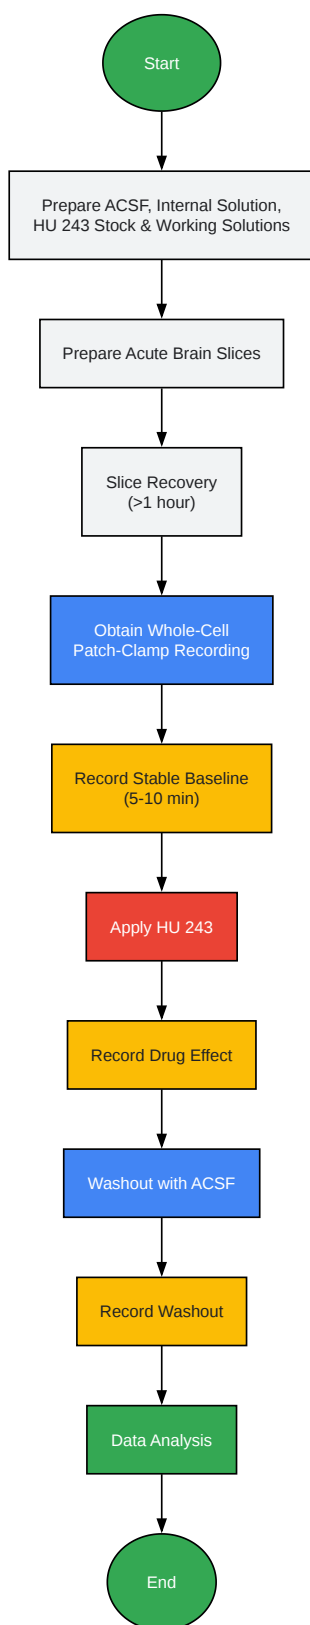 Start
Prepare ACSF, Internal Solution,
HU 243 Stock & Working Solutions
Prepare Acute Brain Slices
Slice Recovery
(>1 hour)
Obtain Whole-Cell
Patch-Clamp Recording
Record Stable Baseline
(5-10 min)
Apply HU 243
Record Drug Effect
Washout with ACSF
Record Washout
Data Analysis
End